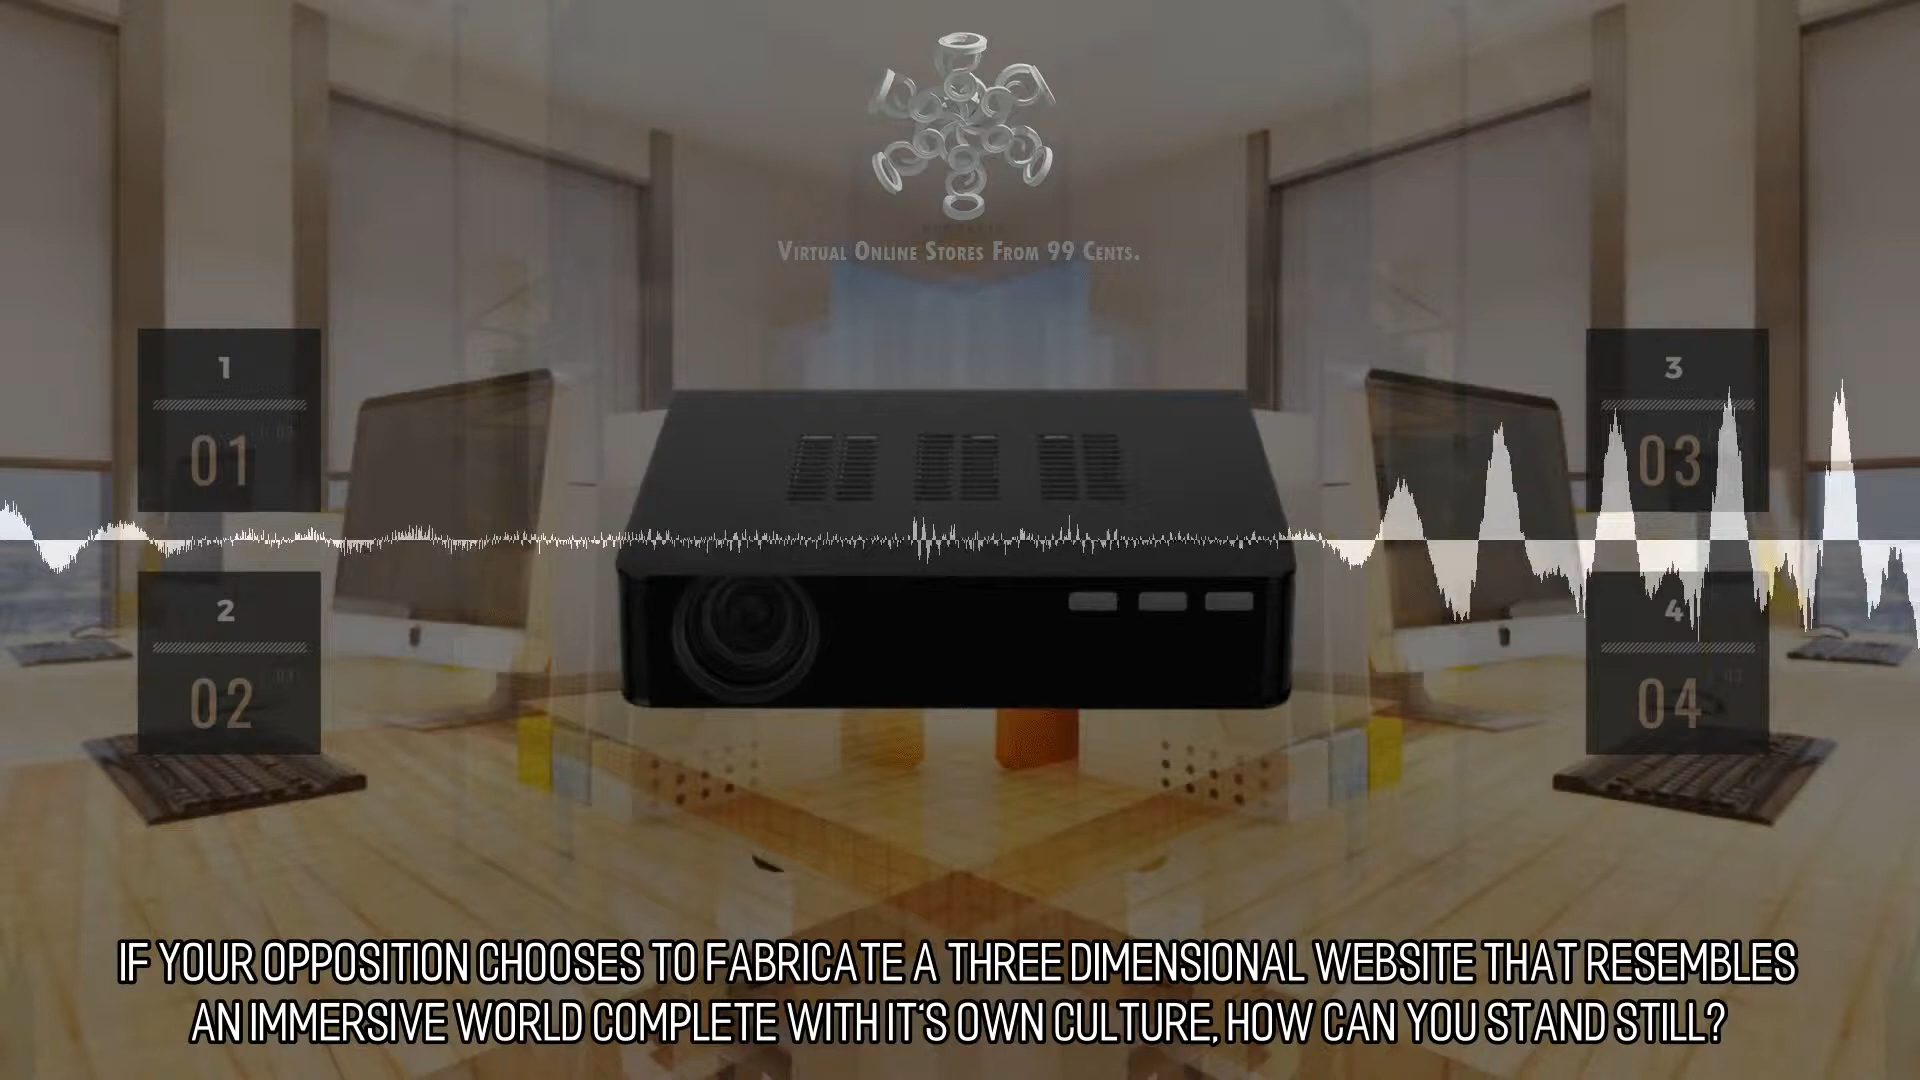 Virtual Online Stores From 99 Cents.
1
01
2
02
3
03
4
04
IF YOUR OPPOSITION CHOOSES TO FABRICATE A THREE DIMENSIONAL WEBSITE THAT RESEMBLES
AN IMMERSIVE WORLD COMPLETE WITH IT'S OWN CULTURE, HOW CAN YOU STAND STILL?